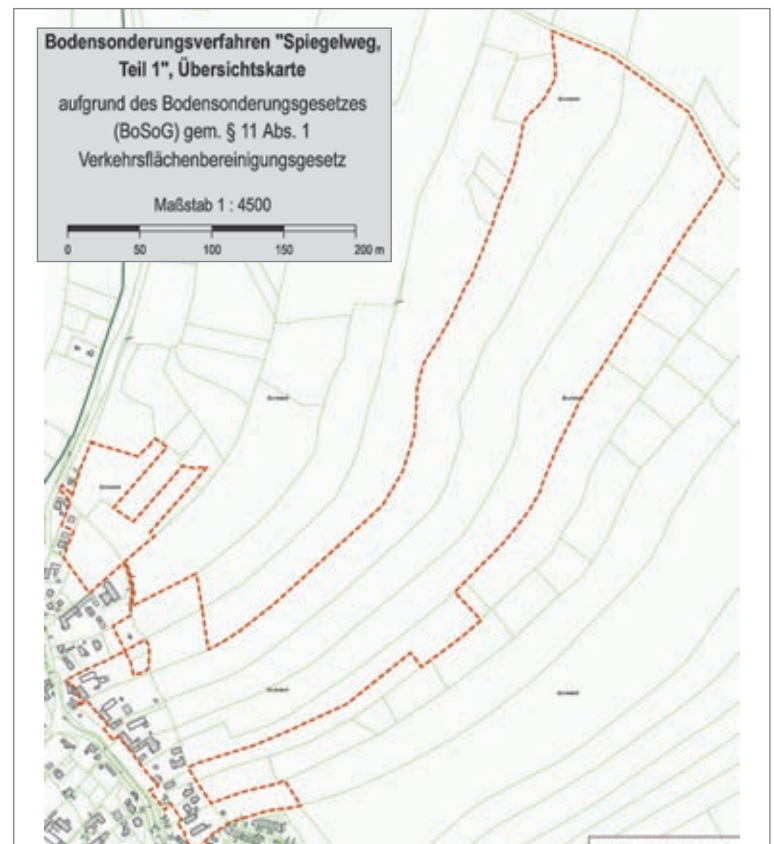 Bodensonderungsverfahren "Spiegelweg,
Teil 1", Übersichtskarte
aufgrund des Bodensonderungsgesetzes
(BoSoG) gem. § 11 Abs. 1
Verkehrsflächenbereinigungsgesetz
Maßstab 1 : 4500
0 50 100 150 200 m